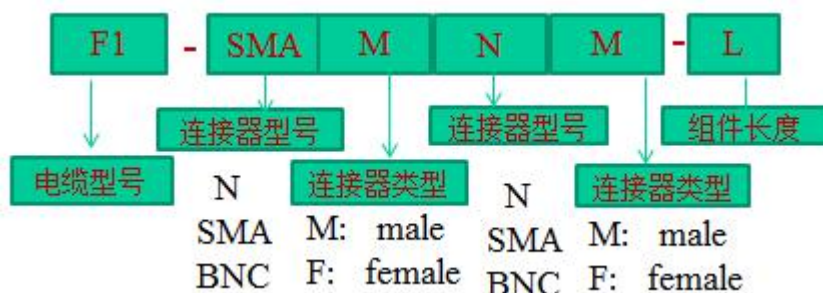 F1 - SMA M N M - L
连接器型号 连接器型号 组件长度
电缆型号 连接器类型 连接器类型
N N
SMA M: male SMA M: male
BNC F: female BNC F: female